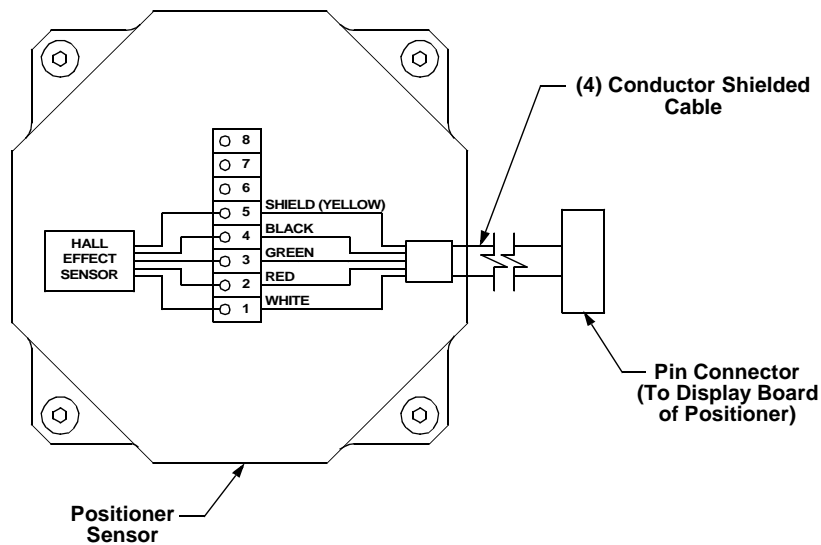 (4) Conductor Shielded
Cable
8
7
6
5 SHIELD (YELLOW)
4 BLACK
3 GREEN
2 RED
1 WHITE
HALL
EFFECT
SENSOR
Pin Connector
(To Display Board
of Positioner)
Positioner
Sensor